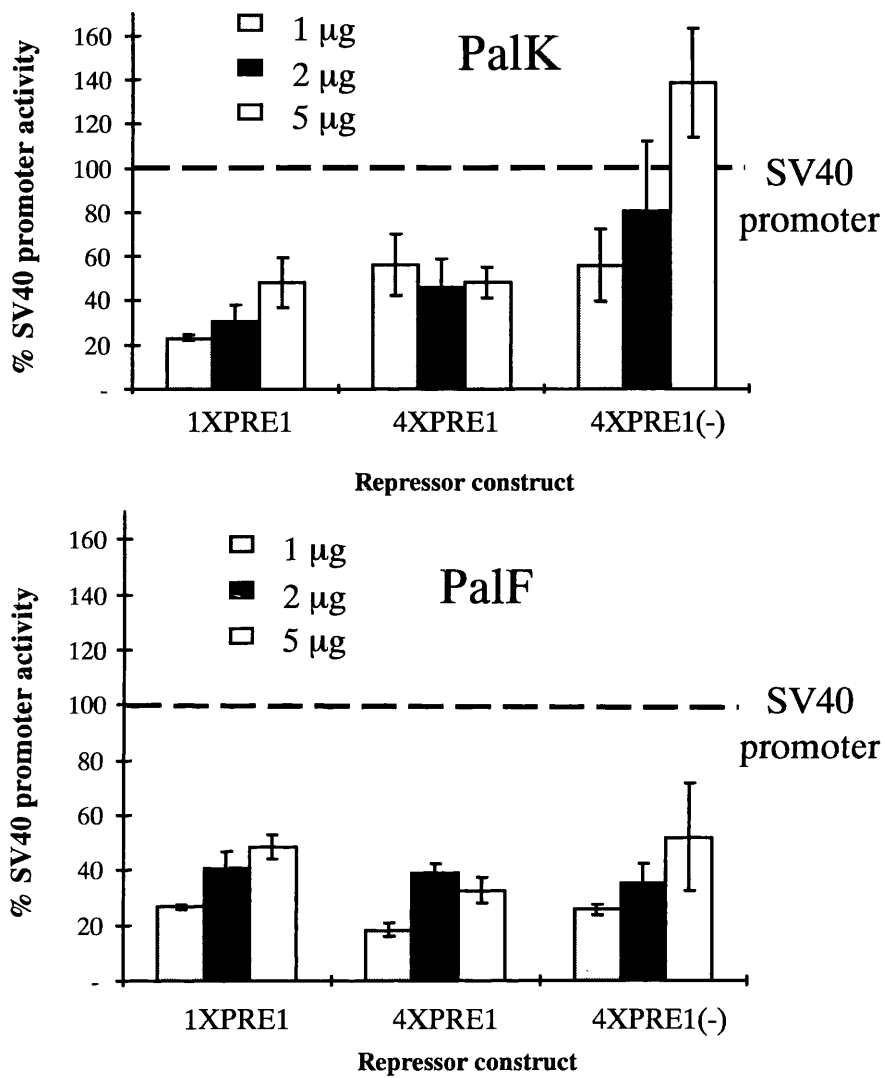 % SV40 promoter activity
160
140
120
100
80
60
40
20
-
1 µg
2 µg
5 µg
PalK
SV40
promoter
1XPRE1
4XPRE1
4XPRE1(-)
Repressor construct
% SV40 promoter activity
160
140
120
100
80
60
40
20
-
1 µg
2 µg
5 µg
PalF
SV40
promoter
1XPRE1
4XPRE1
4XPRE1(-)
Repressor construct